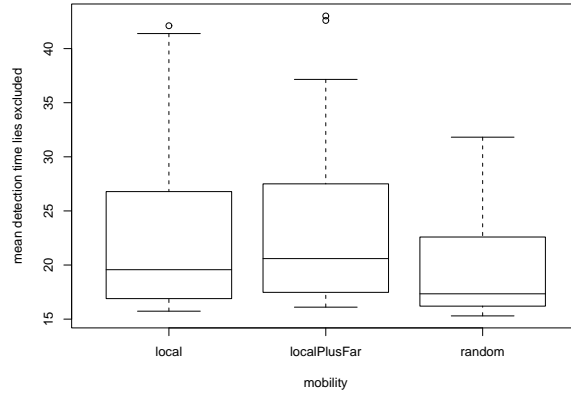 mean detection time lies excluded
40
35
30
25
20
15
local
localPlusFar
random
mobility